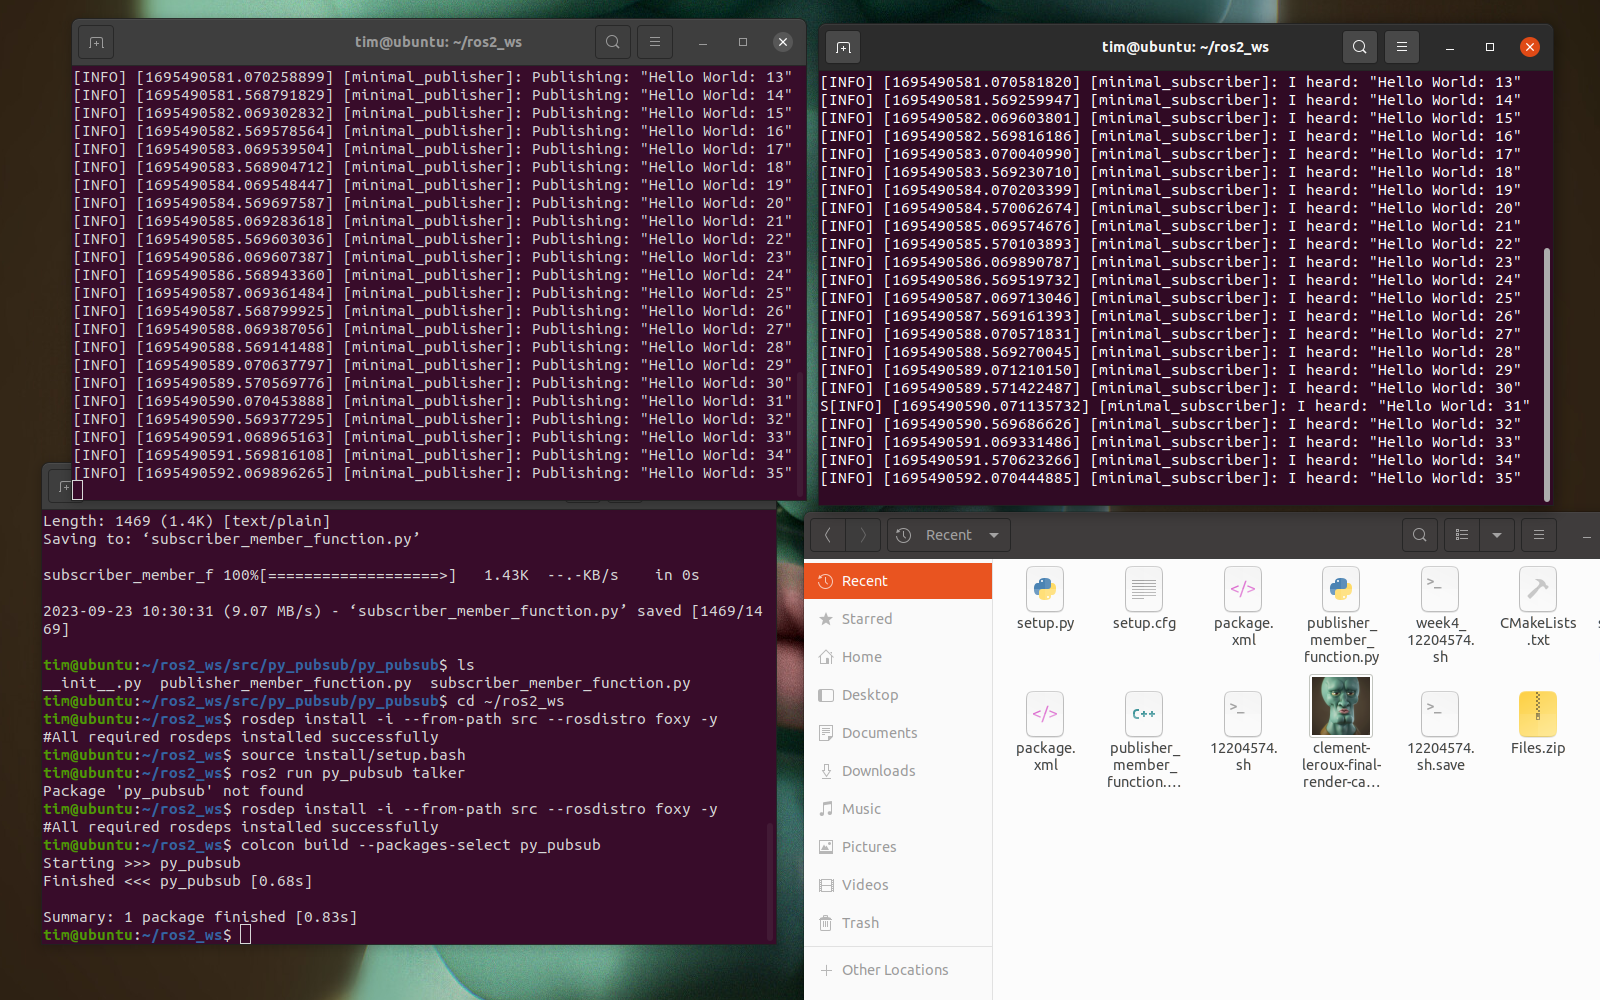 tim@ubuntu: ~/ros2_ws
[INFO] [1695490581.070258899] [minimal_publisher]: Publishing: "Hello World: 13"
[INFO] [1695490581.568791829] [minimal_publisher]: Publishing: "Hello World: 14"
[INFO] [1695490582.069302832] [minimal_publisher]: Publishing: "Hello World: 15"
[INFO] [1695490582.569578564] [minimal_publisher]: Publishing: "Hello World: 16"
[INFO] [1695490583.069539504] [minimal_publisher]: Publishing: "Hello World: 17"
[INFO] [1695490583.568904712] [minimal_publisher]: Publishing: "Hello World: 18"
[INFO] [1695490584.069548447] [minimal_publisher]: Publishing: "Hello World: 19"
[INFO] [1695490584.569697587] [minimal_publisher]: Publishing: "Hello World: 20"
[INFO] [1695490585.069283618] [minimal_publisher]: Publishing: "Hello World: 21"
[INFO] [1695490585.569603036] [minimal_publisher]: Publishing: "Hello World: 22"
[INFO] [1695490586.069607387] [minimal_publisher]: Publishing: "Hello World: 23"
[INFO] [1695490586.568943360] [minimal_publisher]: Publishing: "Hello World: 24"
[INFO] [1695490587.069361484] [minimal_publisher]: Publishing: "Hello World: 25"
[INFO] [1695490587.568799925] [minimal_publisher]: Publishing: "Hello World: 26"
[INFO] [1695490588.069387056] [minimal_publisher]: Publishing: "Hello World: 27"
[INFO] [1695490588.569141488] [minimal_publisher]: Publishing: "Hello World: 28"
[INFO] [1695490589.070637797] [minimal_publisher]: Publishing: "Hello World: 29"
[INFO] [1695490589.570569776] [minimal_publisher]: Publishing: "Hello World: 30"
[INFO] [1695490590.070453888] [minimal_publisher]: Publishing: "Hello World: 31"
[INFO] [1695490590.569377295] [minimal_publisher]: Publishing: "Hello World: 32"
[INFO] [1695490591.068965163] [minimal_publisher]: Publishing: "Hello World: 33"
[INFO] [1695490591.569816108] [minimal_publisher]: Publishing: "Hello World: 34"
[INFO] [1695490592.069896265] [minimal_publisher]: Publishing: "Hello World: 35"
tim@ubuntu: ~/ros2_ws
[INFO] [1695490581.070581820] [minimal_subscriber]: I heard: "Hello World: 13"
[INFO] [1695490581.569259947] [minimal_subscriber]: I heard: "Hello World: 14"
[INFO] [1695490582.069603801] [minimal_subscriber]: I heard: "Hello World: 15"
[INFO] [1695490582.569816186] [minimal_subscriber]: I heard: "Hello World: 16"
[INFO] [1695490583.070040990] [minimal_subscriber]: I heard: "Hello World: 17"
[INFO] [1695490583.569230710] [minimal_subscriber]: I heard: "Hello World: 18"
[INFO] [1695490584.070203399] [minimal_subscriber]: I heard: "Hello World: 19"
[INFO] [1695490584.570062674] [minimal_subscriber]: I heard: "Hello World: 20"
[INFO] [1695490585.069574676] [minimal_subscriber]: I heard: "Hello World: 21"
[INFO] [1695490585.570103893] [minimal_subscriber]: I heard: "Hello World: 22"
[INFO] [1695490586.069890787] [minimal_subscriber]: I heard: "Hello World: 23"
[INFO] [1695490586.569519732] [minimal_subscriber]: I heard: "Hello World: 24"
[INFO] [1695490587.069713046] [minimal_subscriber]: I heard: "Hello World: 25"
[INFO] [1695490587.569161393] [minimal_subscriber]: I heard: "Hello World: 26"
[INFO] [1695490588.070571831] [minimal_subscriber]: I heard: "Hello World: 27"
[INFO] [1695490588.569270045] [minimal_subscriber]: I heard: "Hello World: 28"
[INFO] [1695490589.071210150] [minimal_subscriber]: I heard: "Hello World: 29"
[INFO] [1695490589.571422487] [minimal_subscriber]: I heard: "Hello World: 30"
S[INFO] [1695490590.071135732] [minimal_subscriber]: I heard: "Hello World: 31"
[INFO] [1695490590.569686626] [minimal_subscriber]: I heard: "Hello World: 32"
[INFO] [1695490591.069331486] [minimal_subscriber]: I heard: "Hello World: 33"
[INFO] [1695490591.570623266] [minimal_subscriber]: I heard: "Hello World: 34"
[INFO] [1695490592.070444885] [minimal_subscriber]: I heard: "Hello World: 35"
Length: 1469 (1.4K) [text/plain]
Saving to: ‘subscriber_member_function.py’
subscriber_member_f 100%[===================>]   1.43K  --.-KB/s    in 0s
2023-09-23 10:30:31 (9.07 MB/s) - ‘subscriber_member_function.py’ saved [1469/14
69]
tim@ubuntu:~/ros2_ws/src/py_pubsub/py_pubsub$ ls
__init__.py  publisher_member_function.py  subscriber_member_function.py
tim@ubuntu:~/ros2_ws/src/py_pubsub/py_pubsub$ cd ~/ros2_ws
tim@ubuntu:~/ros2_ws$ rosdep install -i --from-path src --rosdistro foxy -y
#All required rosdeps installed successfully
tim@ubuntu:~/ros2_ws$ source install/setup.bash
tim@ubuntu:~/ros2_ws$ ros2 run py_pubsub talker
Package 'py_pubsub' not found
tim@ubuntu:~/ros2_ws$ rosdep install -i --from-path src --rosdistro foxy -y
#All required rosdeps installed successfully
tim@ubuntu:~/ros2_ws$ colcon build --packages-select py_pubsub
Starting >>> py_pubsub
Finished <<< py_pubsub [0.68s]
Summary: 1 package finished [0.83s]
tim@ubuntu:~/ros2_ws$
Recent
Recent
Starred
Home
Desktop
Documents
Downloads
Music
Pictures
Videos
Trash
Other Locations
setup.py
setup.cfg
package.
xml
publisher_
member_
function.py
week4_
12204574.
sh
CMakeLists
.txt
package.
xml
C++
publisher_
member_
function....
12204574.
sh
clement-
leroux-final-
render-ca...
12204574.
sh.save
Files.zip